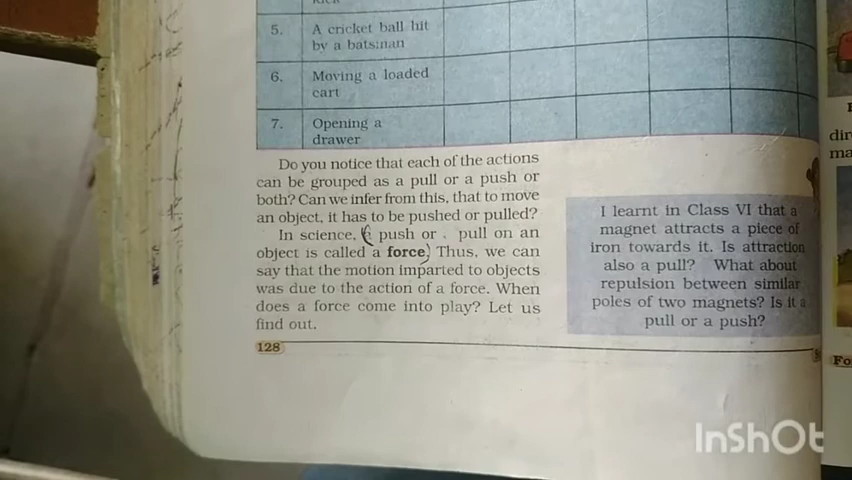 kick
5. A cricket ball hit
by a batsman
6. Moving a loaded
cart
7. Opening a
drawer
Do you notice that each of the actions
can be grouped as a pull or a push or
both? Can we infer from this, that to move
an object, it has to be pushed or pulled?
In science, a push or a pull on an
object is called a force. Thus, we can
say that the motion imparted to objects
was due to the action of a force. When
does a force come into play? Let us
find out.
128
I learnt in Class VI that a
magnet attracts a piece of
iron towards it. Is attraction
also a pull? What about
repulsion between similar
poles of two magnets? Is it a
pull or a push?
dir
ma
Fo
InShOt